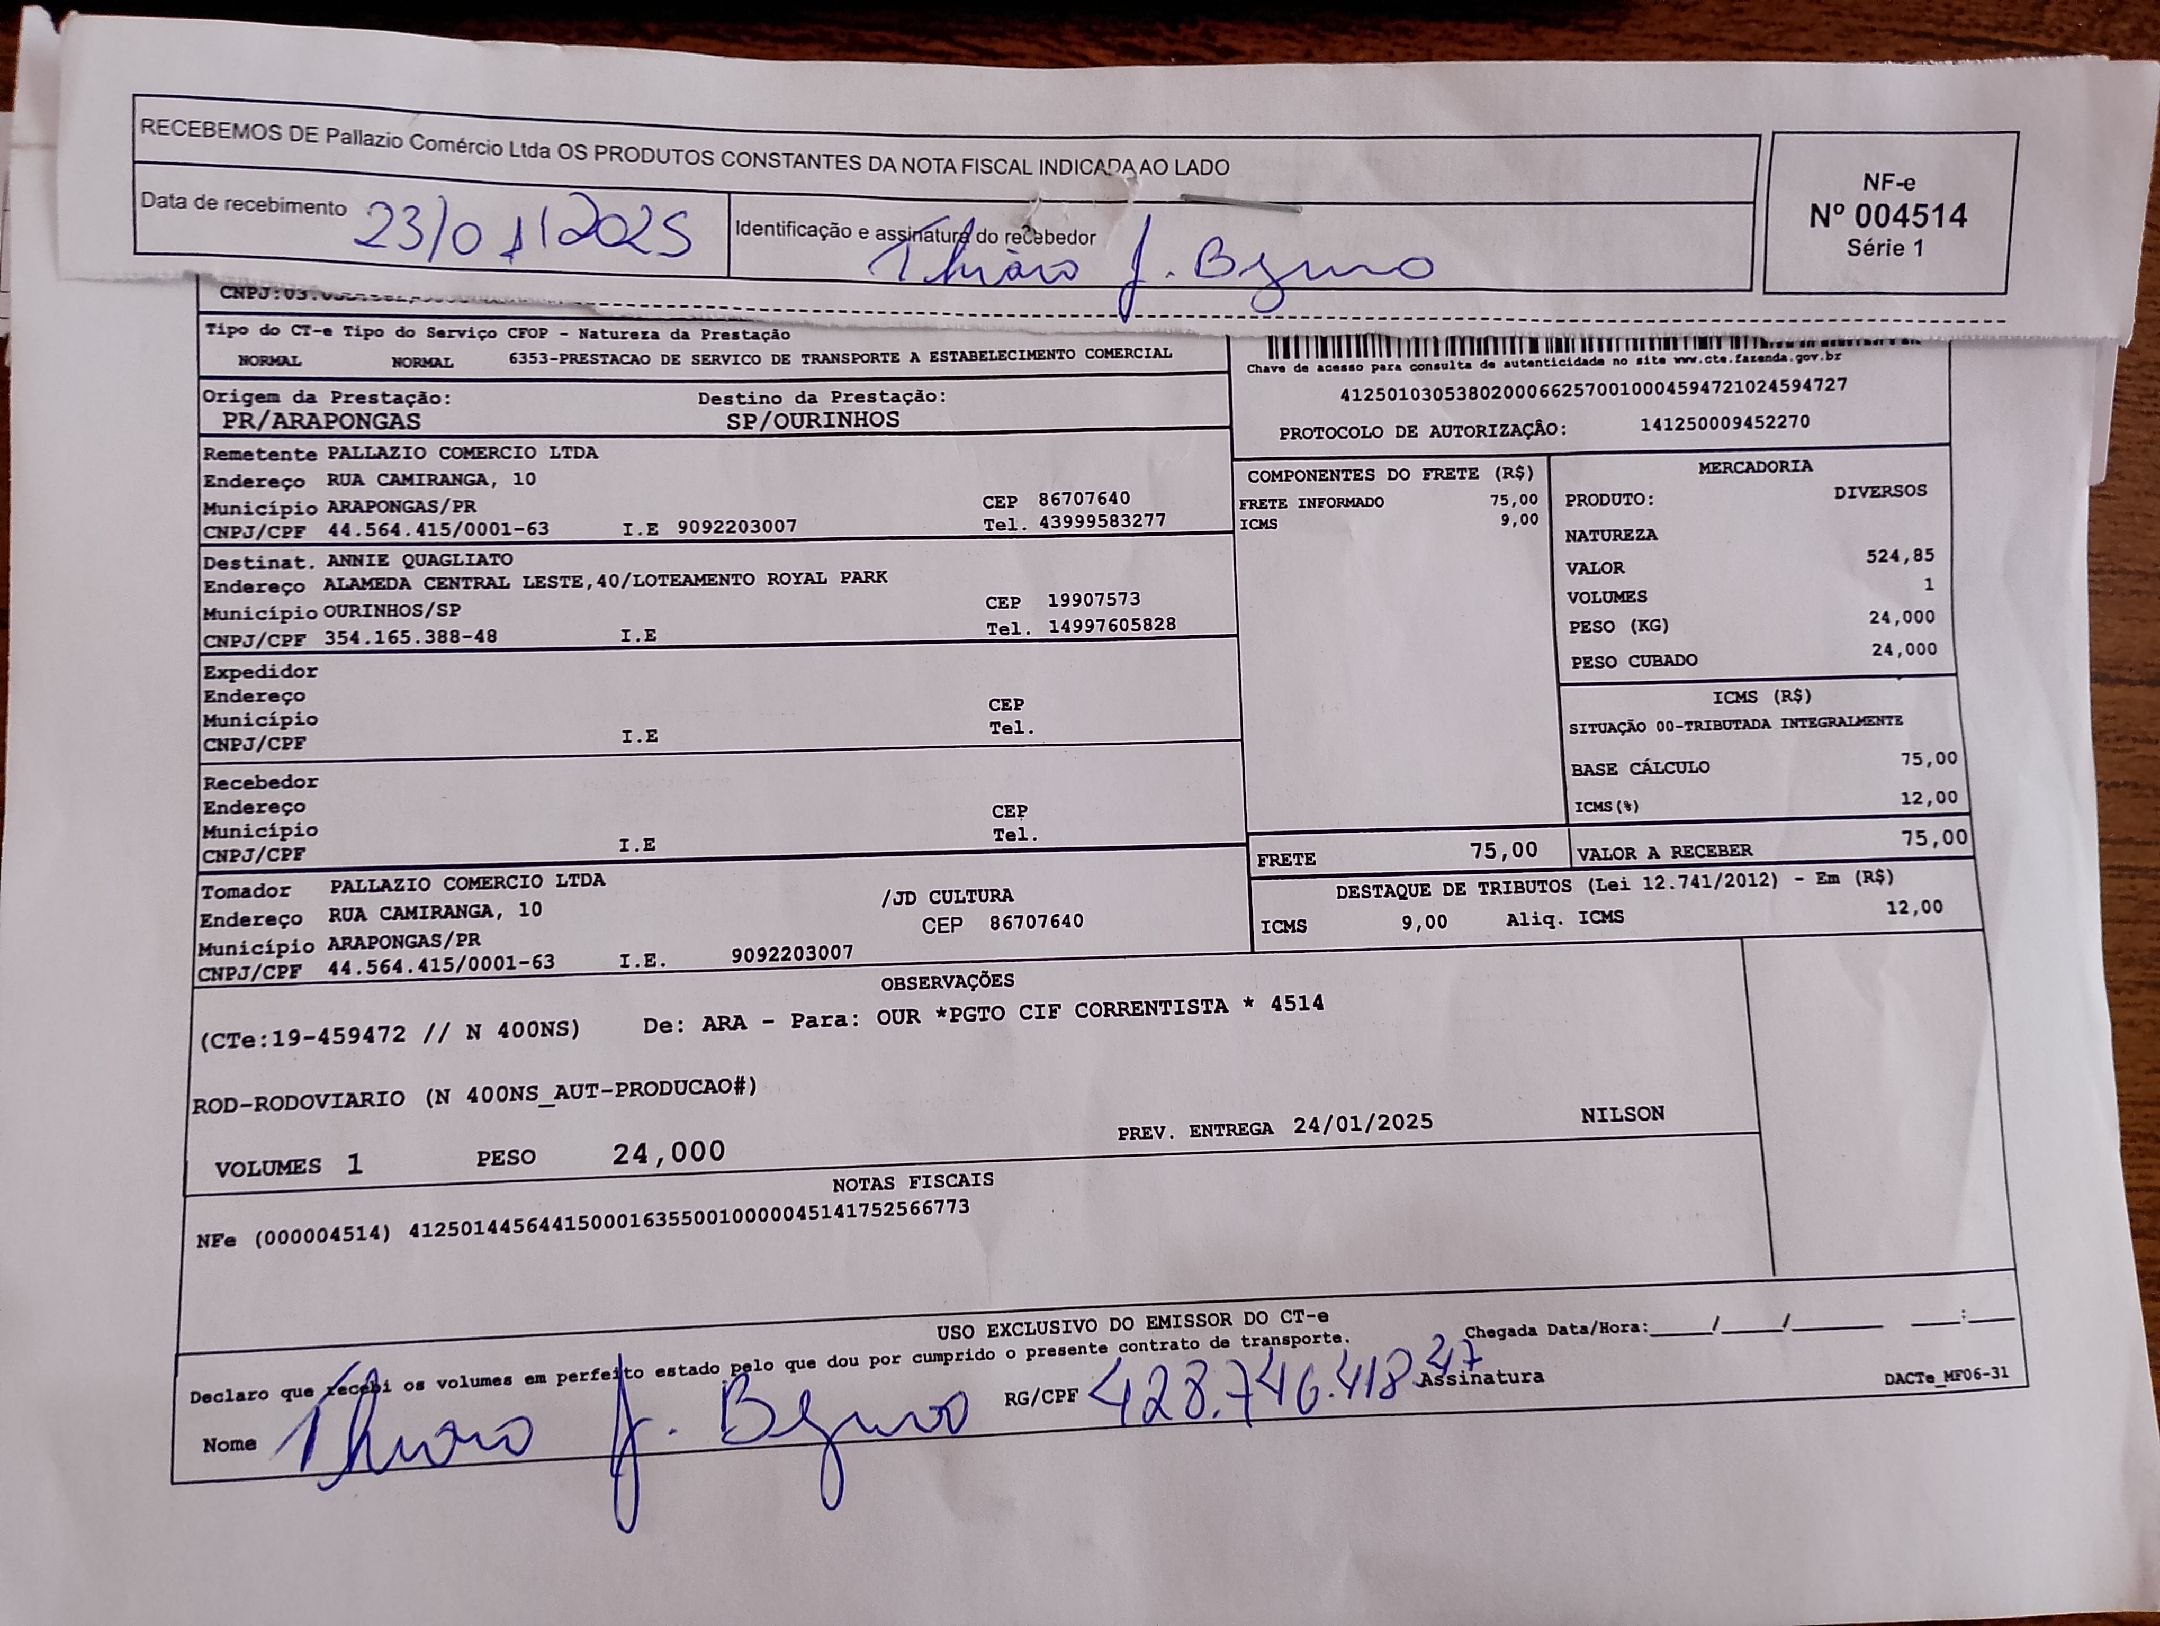 RECEBEMOS DE Pallazio Comércio Ltda OS PRODUTOS CONSTANTES DA NOTA FISCAL INDICADA AO LADO
Data de recebimento 23/01/2025
Identificação e assinatura do recebedor
NF-e
Nº 004514
Série 1
Tipo do CT-e Tipo do Serviço CFOP - Natureza da Prestação
NORMAL NORMAL 6353-PRESTACAO DE SERVICO DE TRANSPORTE A ESTABELECIMENTO COMERCIAL
Chave de acesso para consulta de autenticidade no site www.cte.fazenda.gov.br
41250103053802000662570010004594721024594727
PROTOCOLO DE AUTORIZAÇÃO: 141250009452270
Origem da Prestação: Destino da Prestação:
PR/ARAPONGAS SP/OURINHOS
Remetente PALLAZIO COMERCIO LTDA
Endereço RUA CAMIRANGA, 10
Município ARAPONGAS/PR CEP 86707640
CNPJ/CPF 44.564.415/0001-63 I.E 9092203007 Tel. 43999583277
Destinat. ANNIE QUAGLIATO
Endereço ALAMEDA CENTRAL LESTE,40/LOTEAMENTO ROYAL PARK
Município OURINHOS/SP CEP 19907573
CNPJ/CPF 354.165.388-48 I.E Tel. 14997605828
Expedidor
Endereço
Município CEP
CNPJ/CPF I.E Tel.
Recebedor
Endereço
Município CEP
CNPJ/CPF I.E Tel.
Tomador PALLAZIO COMERCIO LTDA
Endereço RUA CAMIRANGA, 10 /JD CULTURA
Município ARAPONGAS/PR CEP 86707640
CNPJ/CPF 44.564.415/0001-63 I.E. 9092203007
COMPONENTES DO FRETE (R$)
FRETE INFORMADO 75,00
ICMS 9,00
MERCADORIA
PRODUTO: DIVERSOS
NATUREZA
VALOR 524,85
VOLUMES 1
PESO (KG) 24,000
PESO CUBADO 24,000
ICMS (R$)
SITUAÇÃO 00-TRIBUTADA INTEGRALMENTE
BASE CÁLCULO 75,00
ICMS(%) 12,00
FRETE 75,00 VALOR A RECEBER 75,00
DESTAQUE DE TRIBUTOS (Lei 12.741/2012) - Em (R$)
ICMS 9,00 Aliq. ICMS 12,00
OBSERVAÇÕES
(CTe:19-459472 // N 400NS) De: ARA - Para: OUR *PGTO CIF CORRENTISTA * 4514
ROD-RODOVIARIO (N 400NS_AUT-PRODUCAO#)
VOLUMES 1 PESO 24,000 PREV. ENTREGA 24/01/2025 NILSON
NOTAS FISCAIS
NFe (000004514) 41250144564415000163550010000045141752566773
USO EXCLUSIVO DO EMISSOR DO CT-e
Declaro que recebi os volumes em perfeito estado pelo que dou por cumprido o presente contrato de transporte.
Chegada Data/Hora:_____/_____/_______ ____:____
Nome RG/CPF 428.746.418 47 Assinatura
DACTe_MF06-31